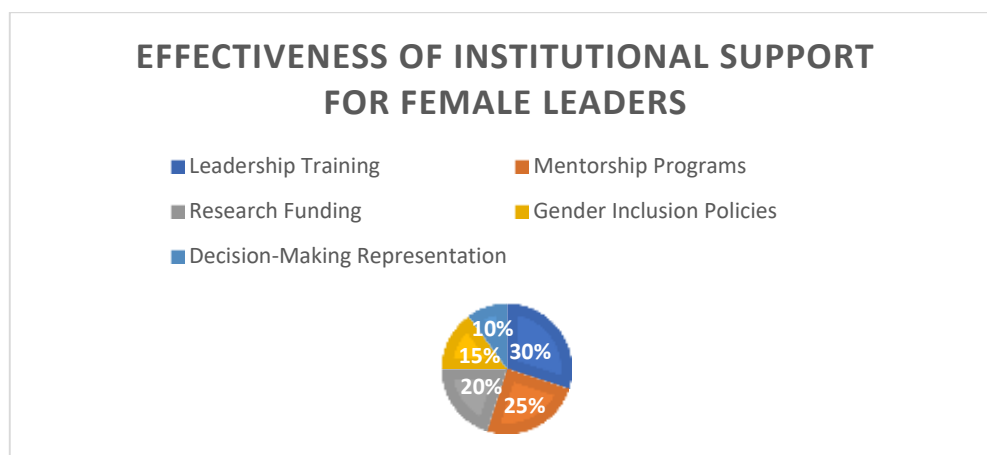 EFFECTIVENESS OF INSTITUTIONAL SUPPORT
FOR FEMALE LEADERS
Leadership Training
Mentorship Programs
Research Funding
Gender Inclusion Policies
Decision-Making Representation
10%
30%
15%
20%
25%